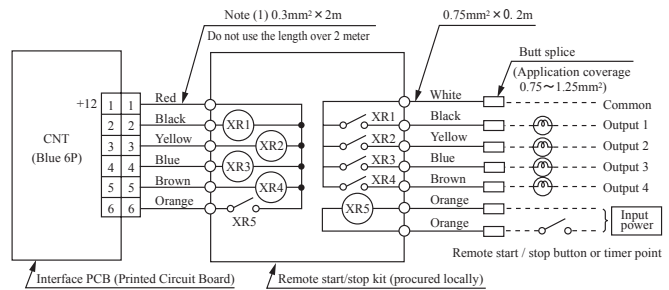 Note (1) 0.3mm² × 2m
Do not use the length over 2 meter
0.75mm² × 0. 2m
Butt splice
(Application coverage
0.75～1.25mm²)
CNT
(Blue 6P)
+12
1 1 Red
2 2 Black
3 3 Yellow
4 4 Blue
5 5 Brown
6 6 Orange
XR1
XR2
XR3
XR4
XR5
XR1
XR2
XR3
XR4
XR5
White Common
Black Output 1
Yellow Output 2
Blue Output 3
Brown Output 4
Orange
Orange
Input
power
Remote start / stop button or timer point
Interface PCB (Printed Circuit Board)
Remote start/stop kit (procured locally)